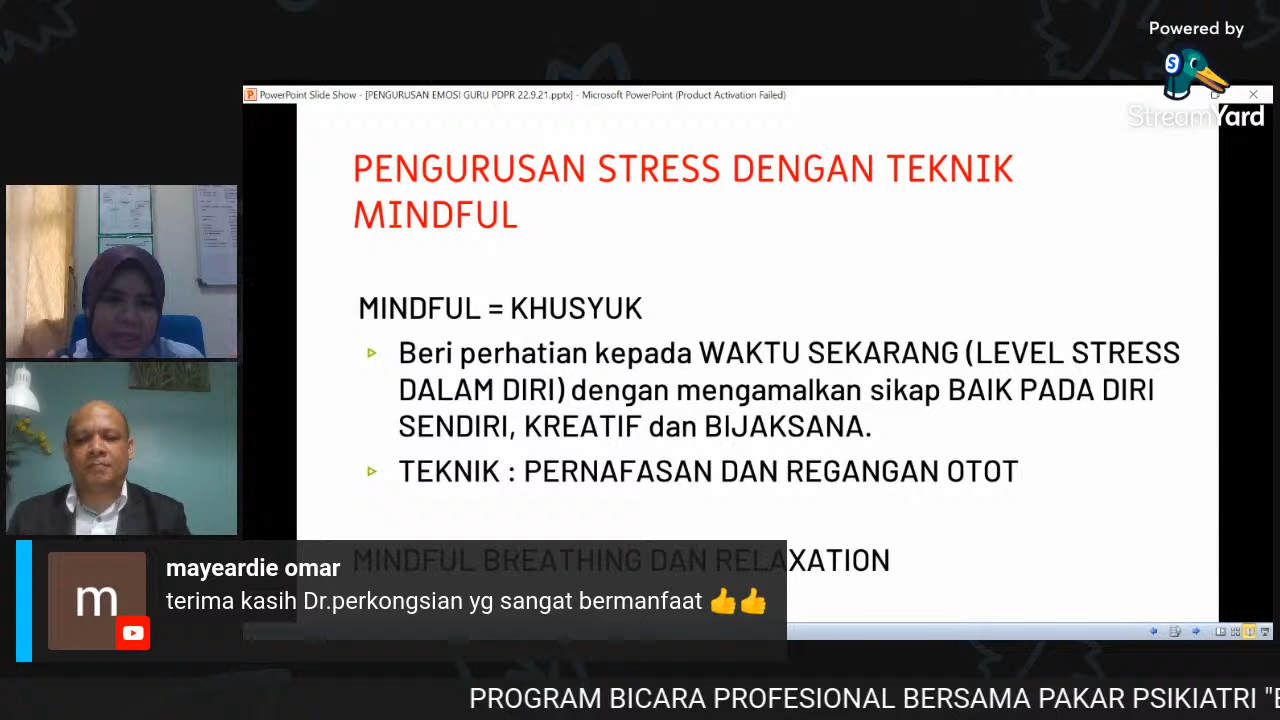 Powered by
StreamYard
PowerPoint Slide Show - [PENGURUSAN EMOSI GURU PDPR 22.9.21.pptx] - Microsoft PowerPoint (Product Activation Failed)
PENGURUSAN STRESS DENGAN TEKNIK
MINDFUL
MINDFUL = KHUSYUK
Beri perhatian kepada WAKTU SEKARANG (LEVEL STRESS
DALAM DIRI) dengan mengamalkan sikap BAIK PADA DIRI
SENDIRI, KREATIF dan BIJAKSANA.
TEKNIK : PERNAFASAN DAN REGANGAN OTOT
MINDFUL BREATHING DAN RELAXATION
m
mayeardie omar
terima kasih Dr.perkongsian yg sangat bermanfaat 👍👍
PROGRAM BICARA PROFESIONAL BERSAMA PAKAR PSIKIATRI "